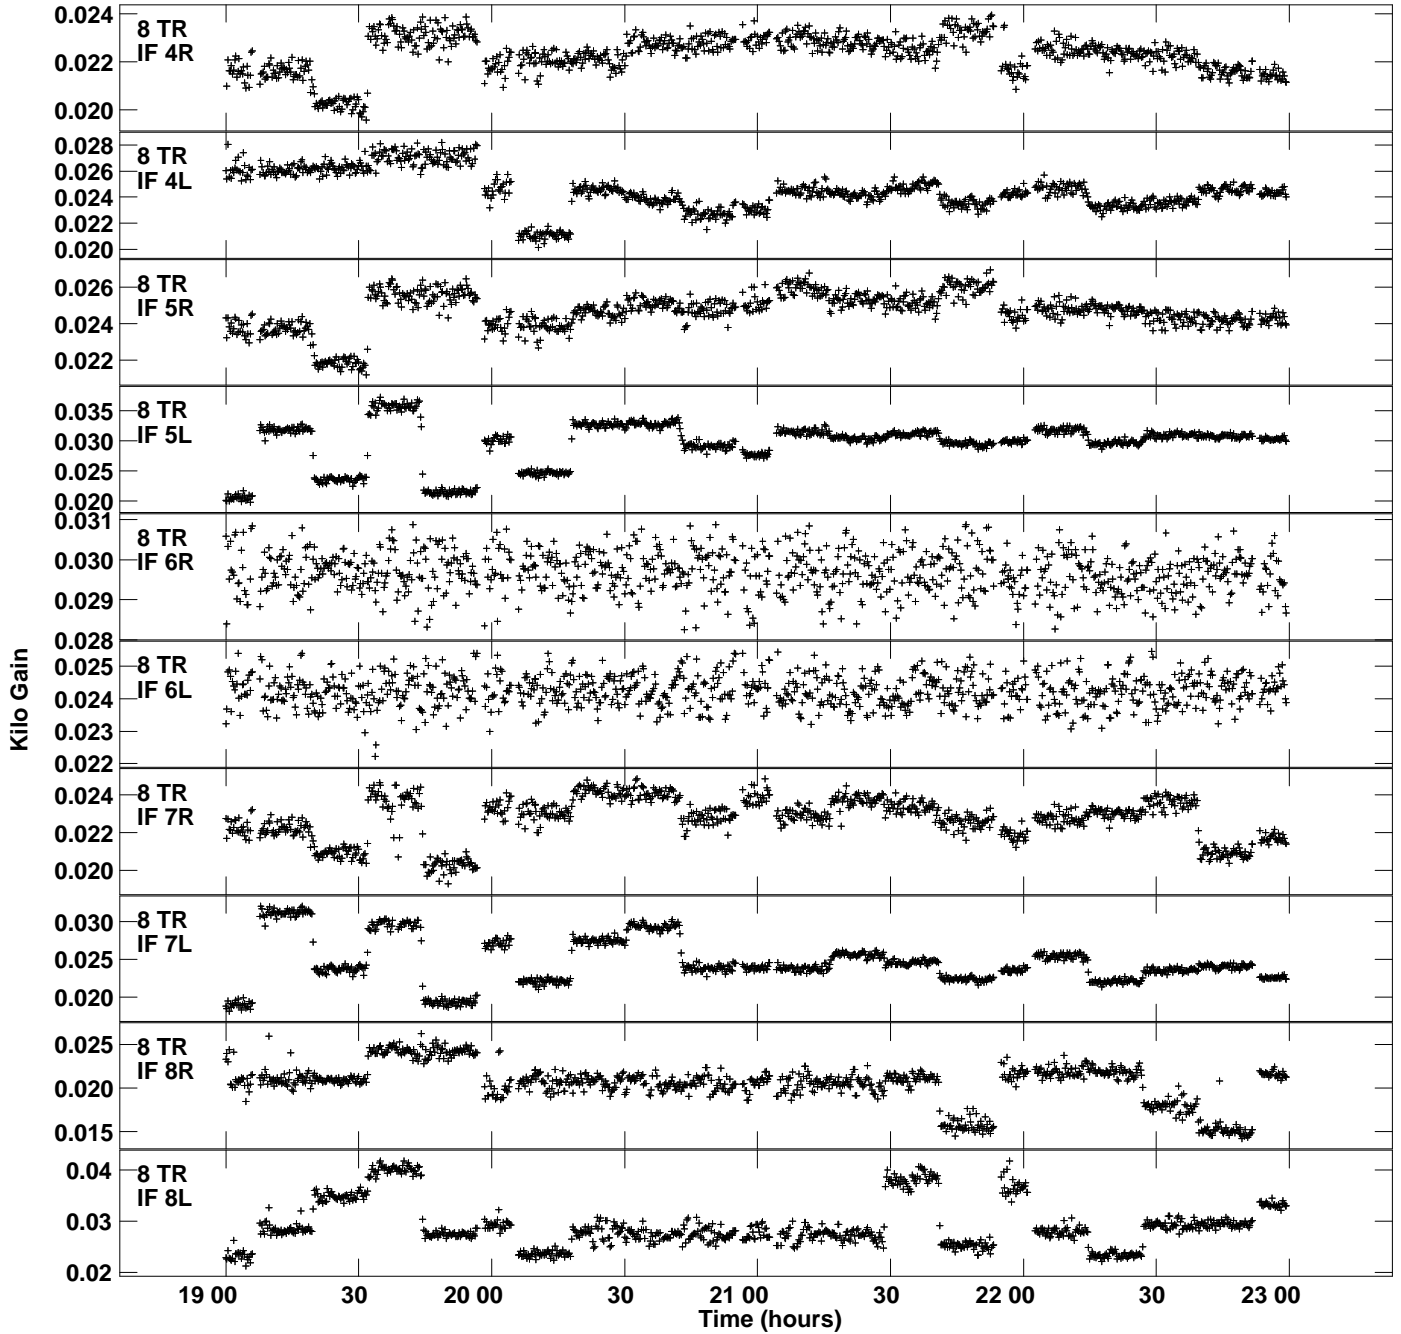 0.024
8 TR
IF 4R
0.022
0.020
0.028
8 TR
0.026
IF 4L
0.024
0.022
0.020
8 TR
0.026
IF 5R
0.024
0.022
8 TR
0.035
IF 5L
0.030
0.025
0.020
0.031
8 TR
IF 6R
0.030
0.029
0.028
8 TR
0.025
IF 6L
0.024
0.023
0.022
8 TR
0.024
IF 7R
0.022
0.020
8 TR
0.030
IF 7L
0.025
0.020
8 TR
0.025
IF 8R
0.020
0.015
8 TR
0.04
IF 8L
0.03
0.02
Kilo Gain
19 00 30 20 00 30 21 00 30 22 00 30 23 00
Time (hours)